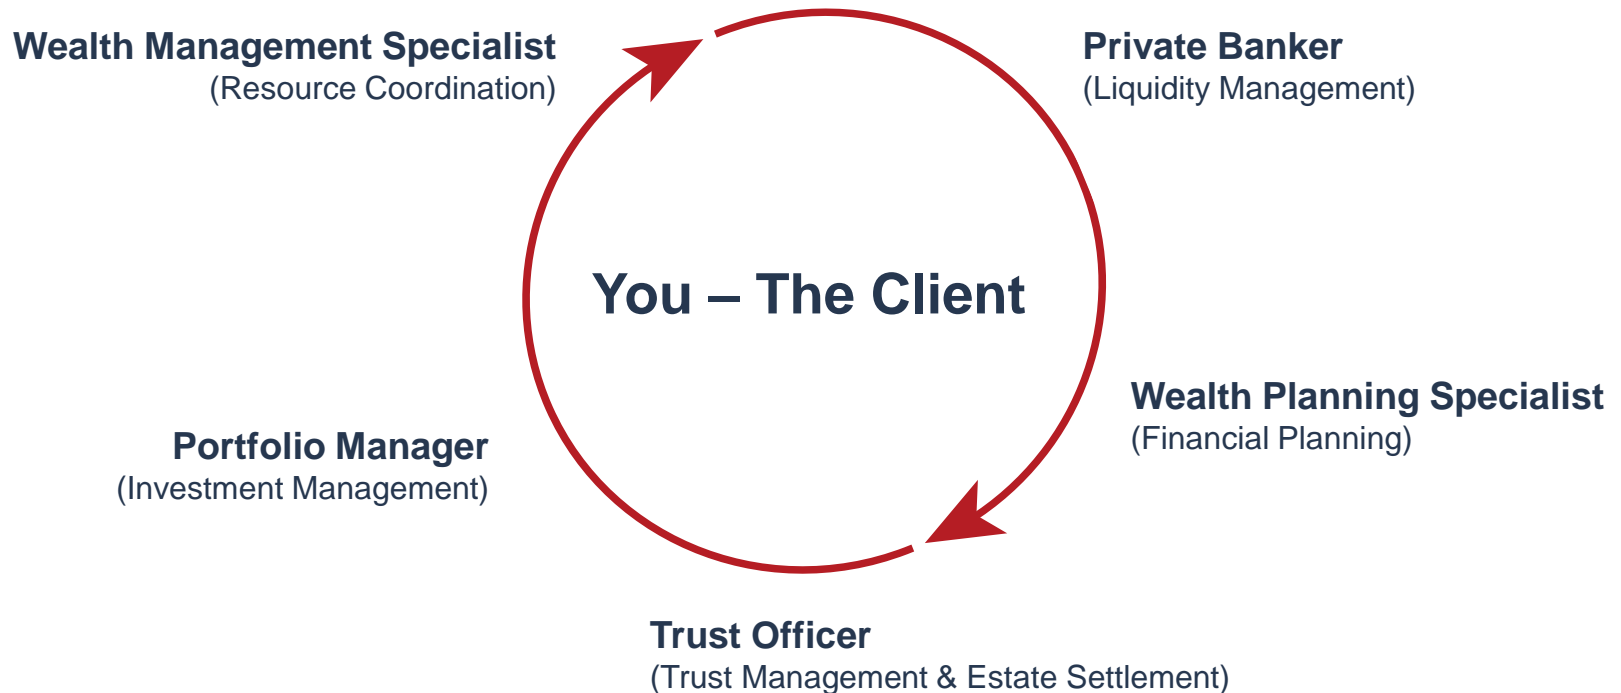 Wealth Management Specialist
(Resource Coordination)
Private Banker
(Liquidity Management)
You – The Client
Wealth Planning Specialist
(Financial Planning)
Portfolio Manager
(Investment Management)
Trust Officer
(Trust Management & Estate Settlement)